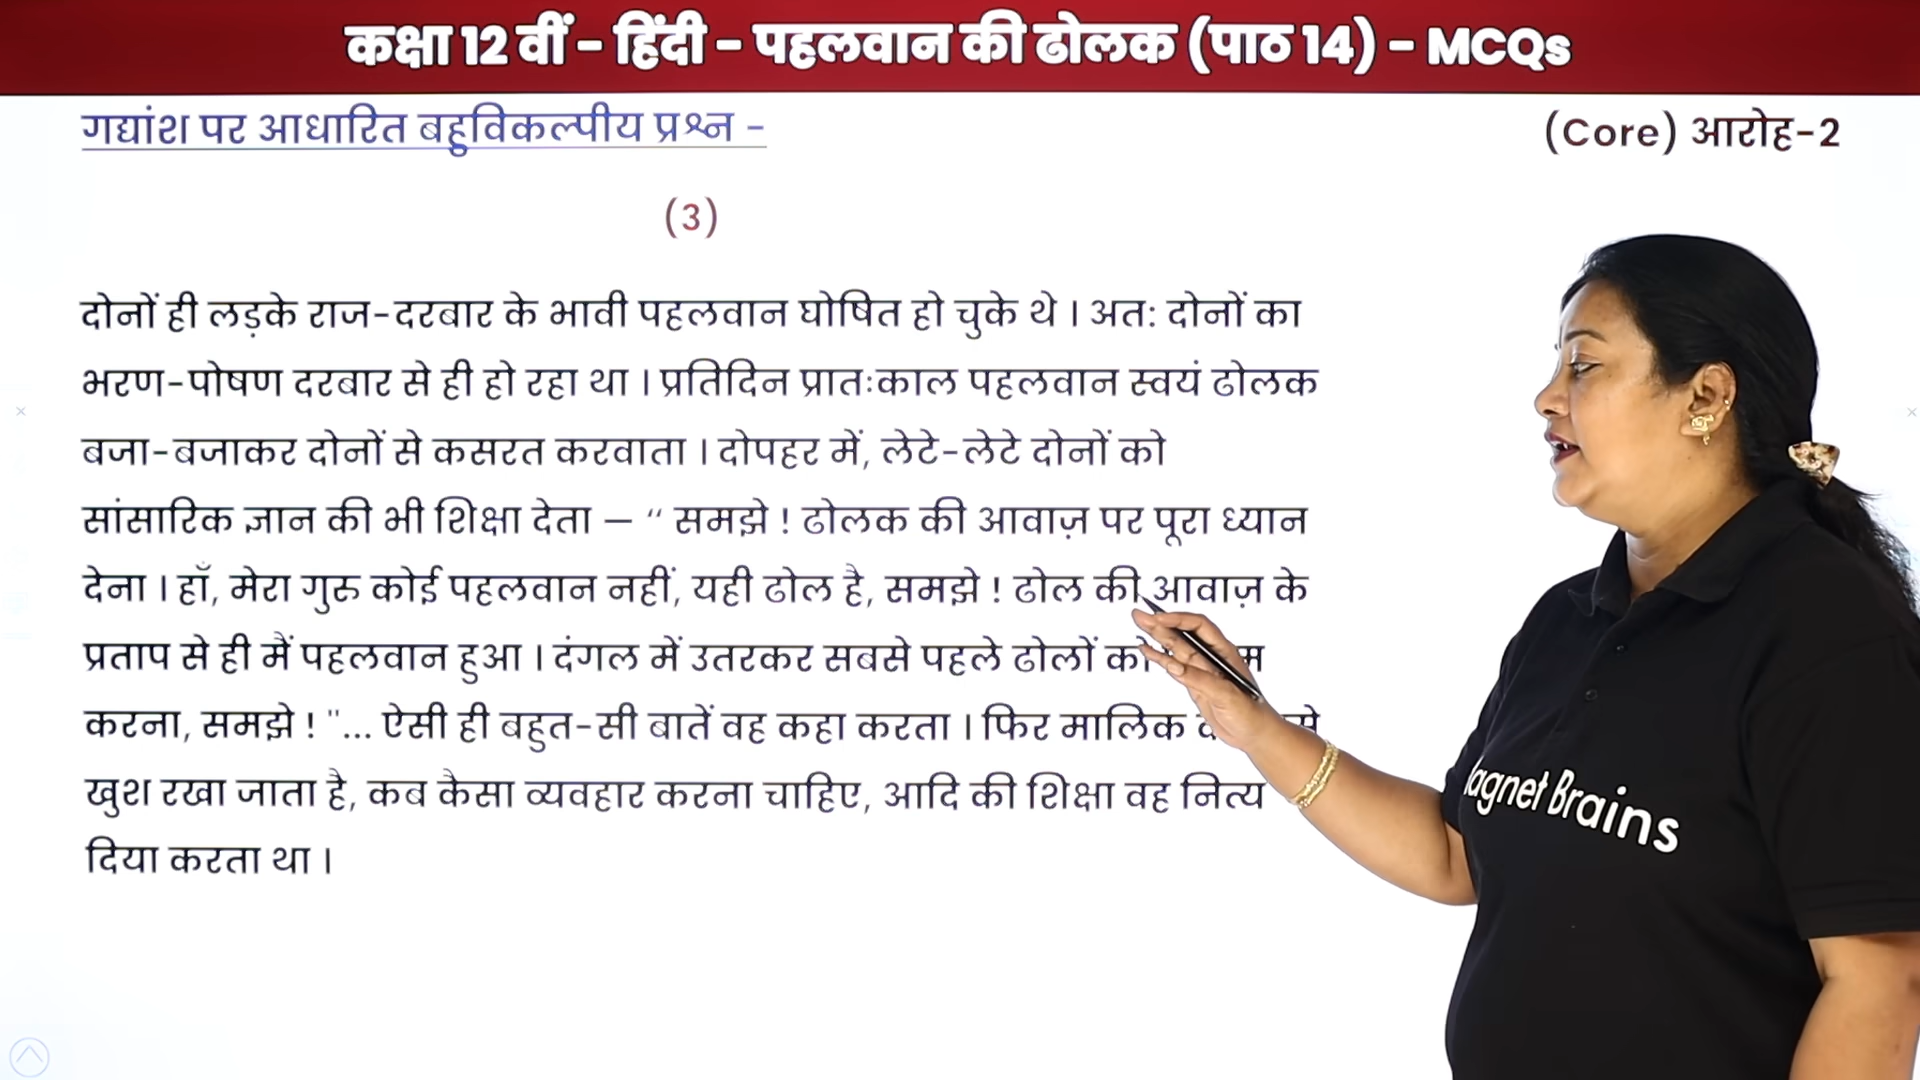 कक्षा 12 वीं - हिंदी - पहलवान की ढोलक (पाठ 14) - MCQs
गद्यांश पर आधारित बहुविकल्पीय प्रश्न -
(Core) आरोह-2
(3)
दोनों ही लड़के राज-दरबार के भावी पहलवान घोषित हो चुके थे । अत: दोनों का
भरण-पोषण दरबार से ही हो रहा था । प्रतिदिन प्रातःकाल पहलवान स्वयं ढोलक
बजा-बजाकर दोनों से कसरत करवाता । दोपहर में, लेटे-लेटे दोनों को
सांसारिक ज्ञान की भी शिक्षा देता – “ समझे ! ढोलक की आवाज़ पर पूरा ध्यान
देना । हाँ, मेरा गुरु कोई पहलवान नहीं, यही ढोल है, समझे ! ढोल की आवाज़ के
प्रताप से ही मैं पहलवान हुआ । दंगल में उतरकर सबसे पहले ढोलों को
करना, समझे ! "... ऐसी ही बहुत-सी बातें वह कहा करता । फिर मालिक
खुश रखा जाता है, कब कैसा व्यवहार करना चाहिए, आदि की शिक्षा वह नित्य
दिया करता था ।
agnet Brains